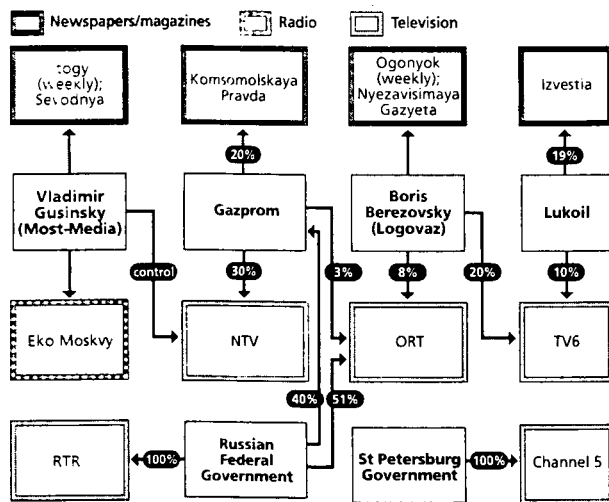 Newspapers/magazines Radio Television
(weekly);
Sevodnya
Komsomolskaya
Pravda
Ogonyok
(weekly);
Nyezavisimaya
Gazyeta
Izvestia
20%
19%
Vladimir
Gusinsky
(Most-Media)
Gazprom
Boris
Berezovsky
(Logovaz)
Lukoil
control
30%
3%
8%
20%
10%
Eko Moskvy
NTV
ORT
TV6
40%
51%
RTR
100%
Russian
Federal
Government
St Petersburg
Government
100%
Channel 5